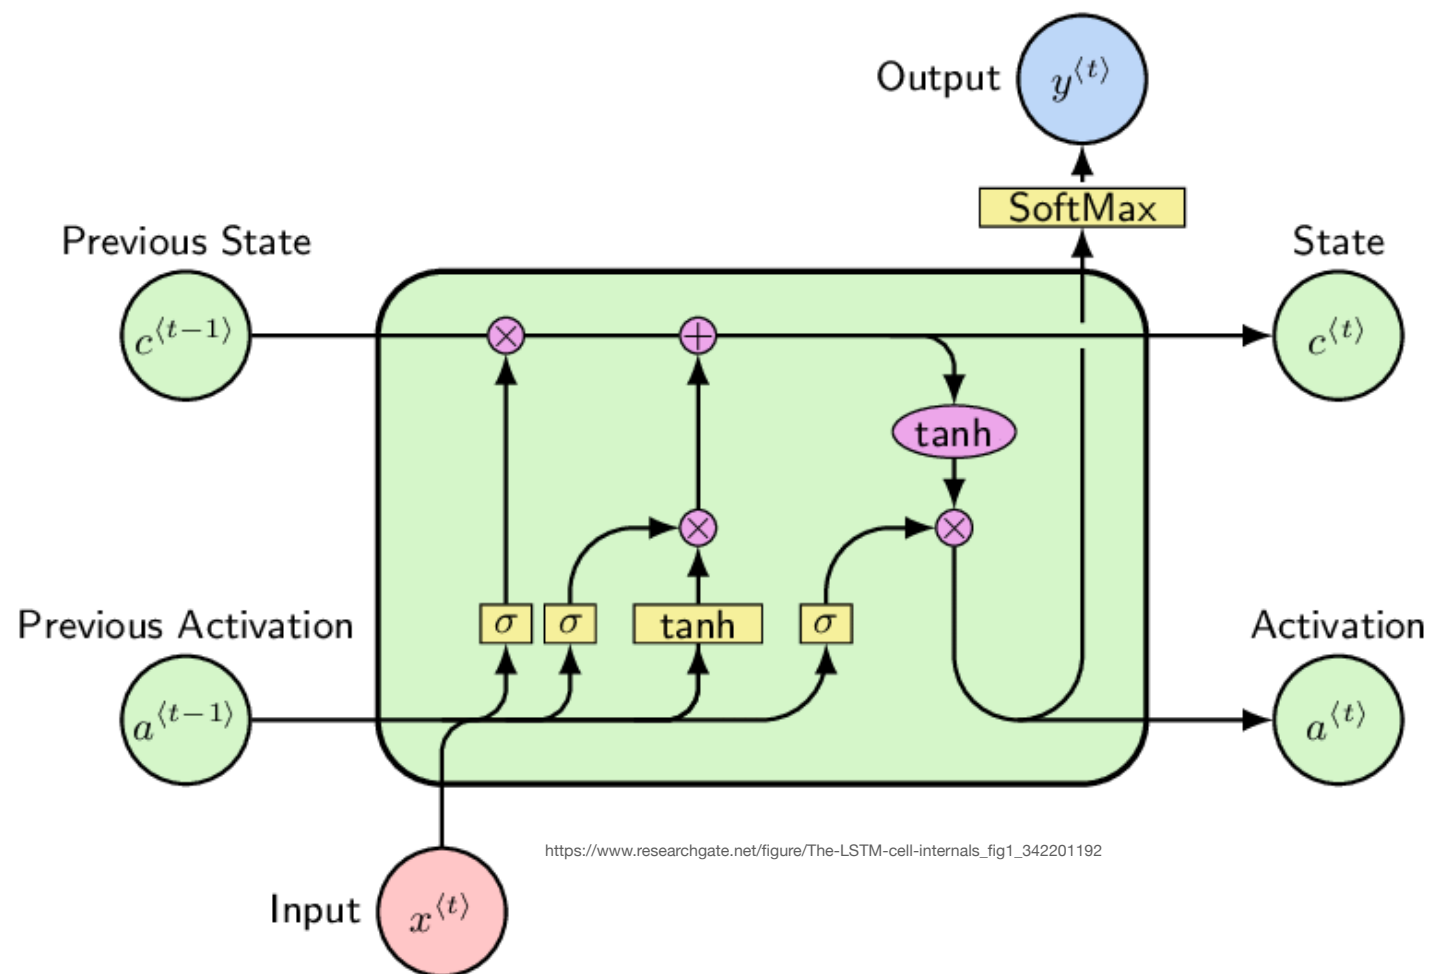 Output y⟨t⟩
SoftMax
Previous State
State
c⟨t−1⟩
×
+
c⟨t⟩
tanh
×
×
Previous Activation
σ
σ
tanh
σ
Activation
a⟨t−1⟩
a⟨t⟩
https://www.researchgate.net/figure/The-LSTM-cell-internals_fig1_342201192
Input x⟨t⟩